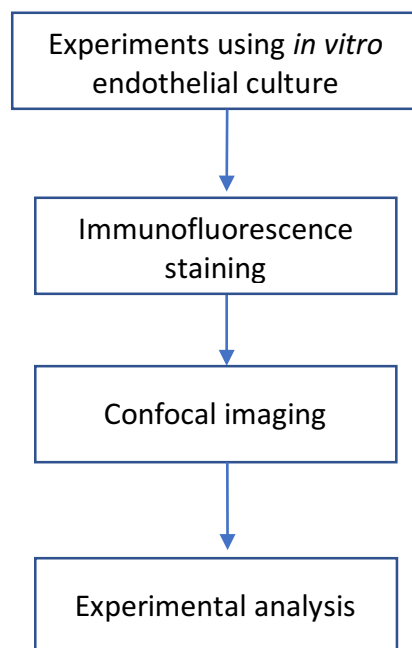 Experiments using in vitro
endothelial culture
Immunofluorescence
staining
Confocal imaging
Experimental analysis